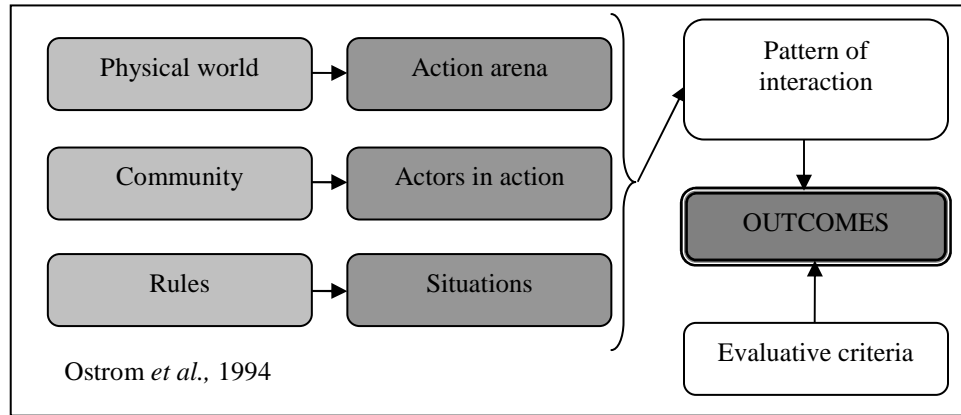 Physical world
Action arena
Pattern of
interaction
Community
Actors in action
OUTCOMES
Rules
Situations
Evaluative criteria
Ostrom et al., 1994